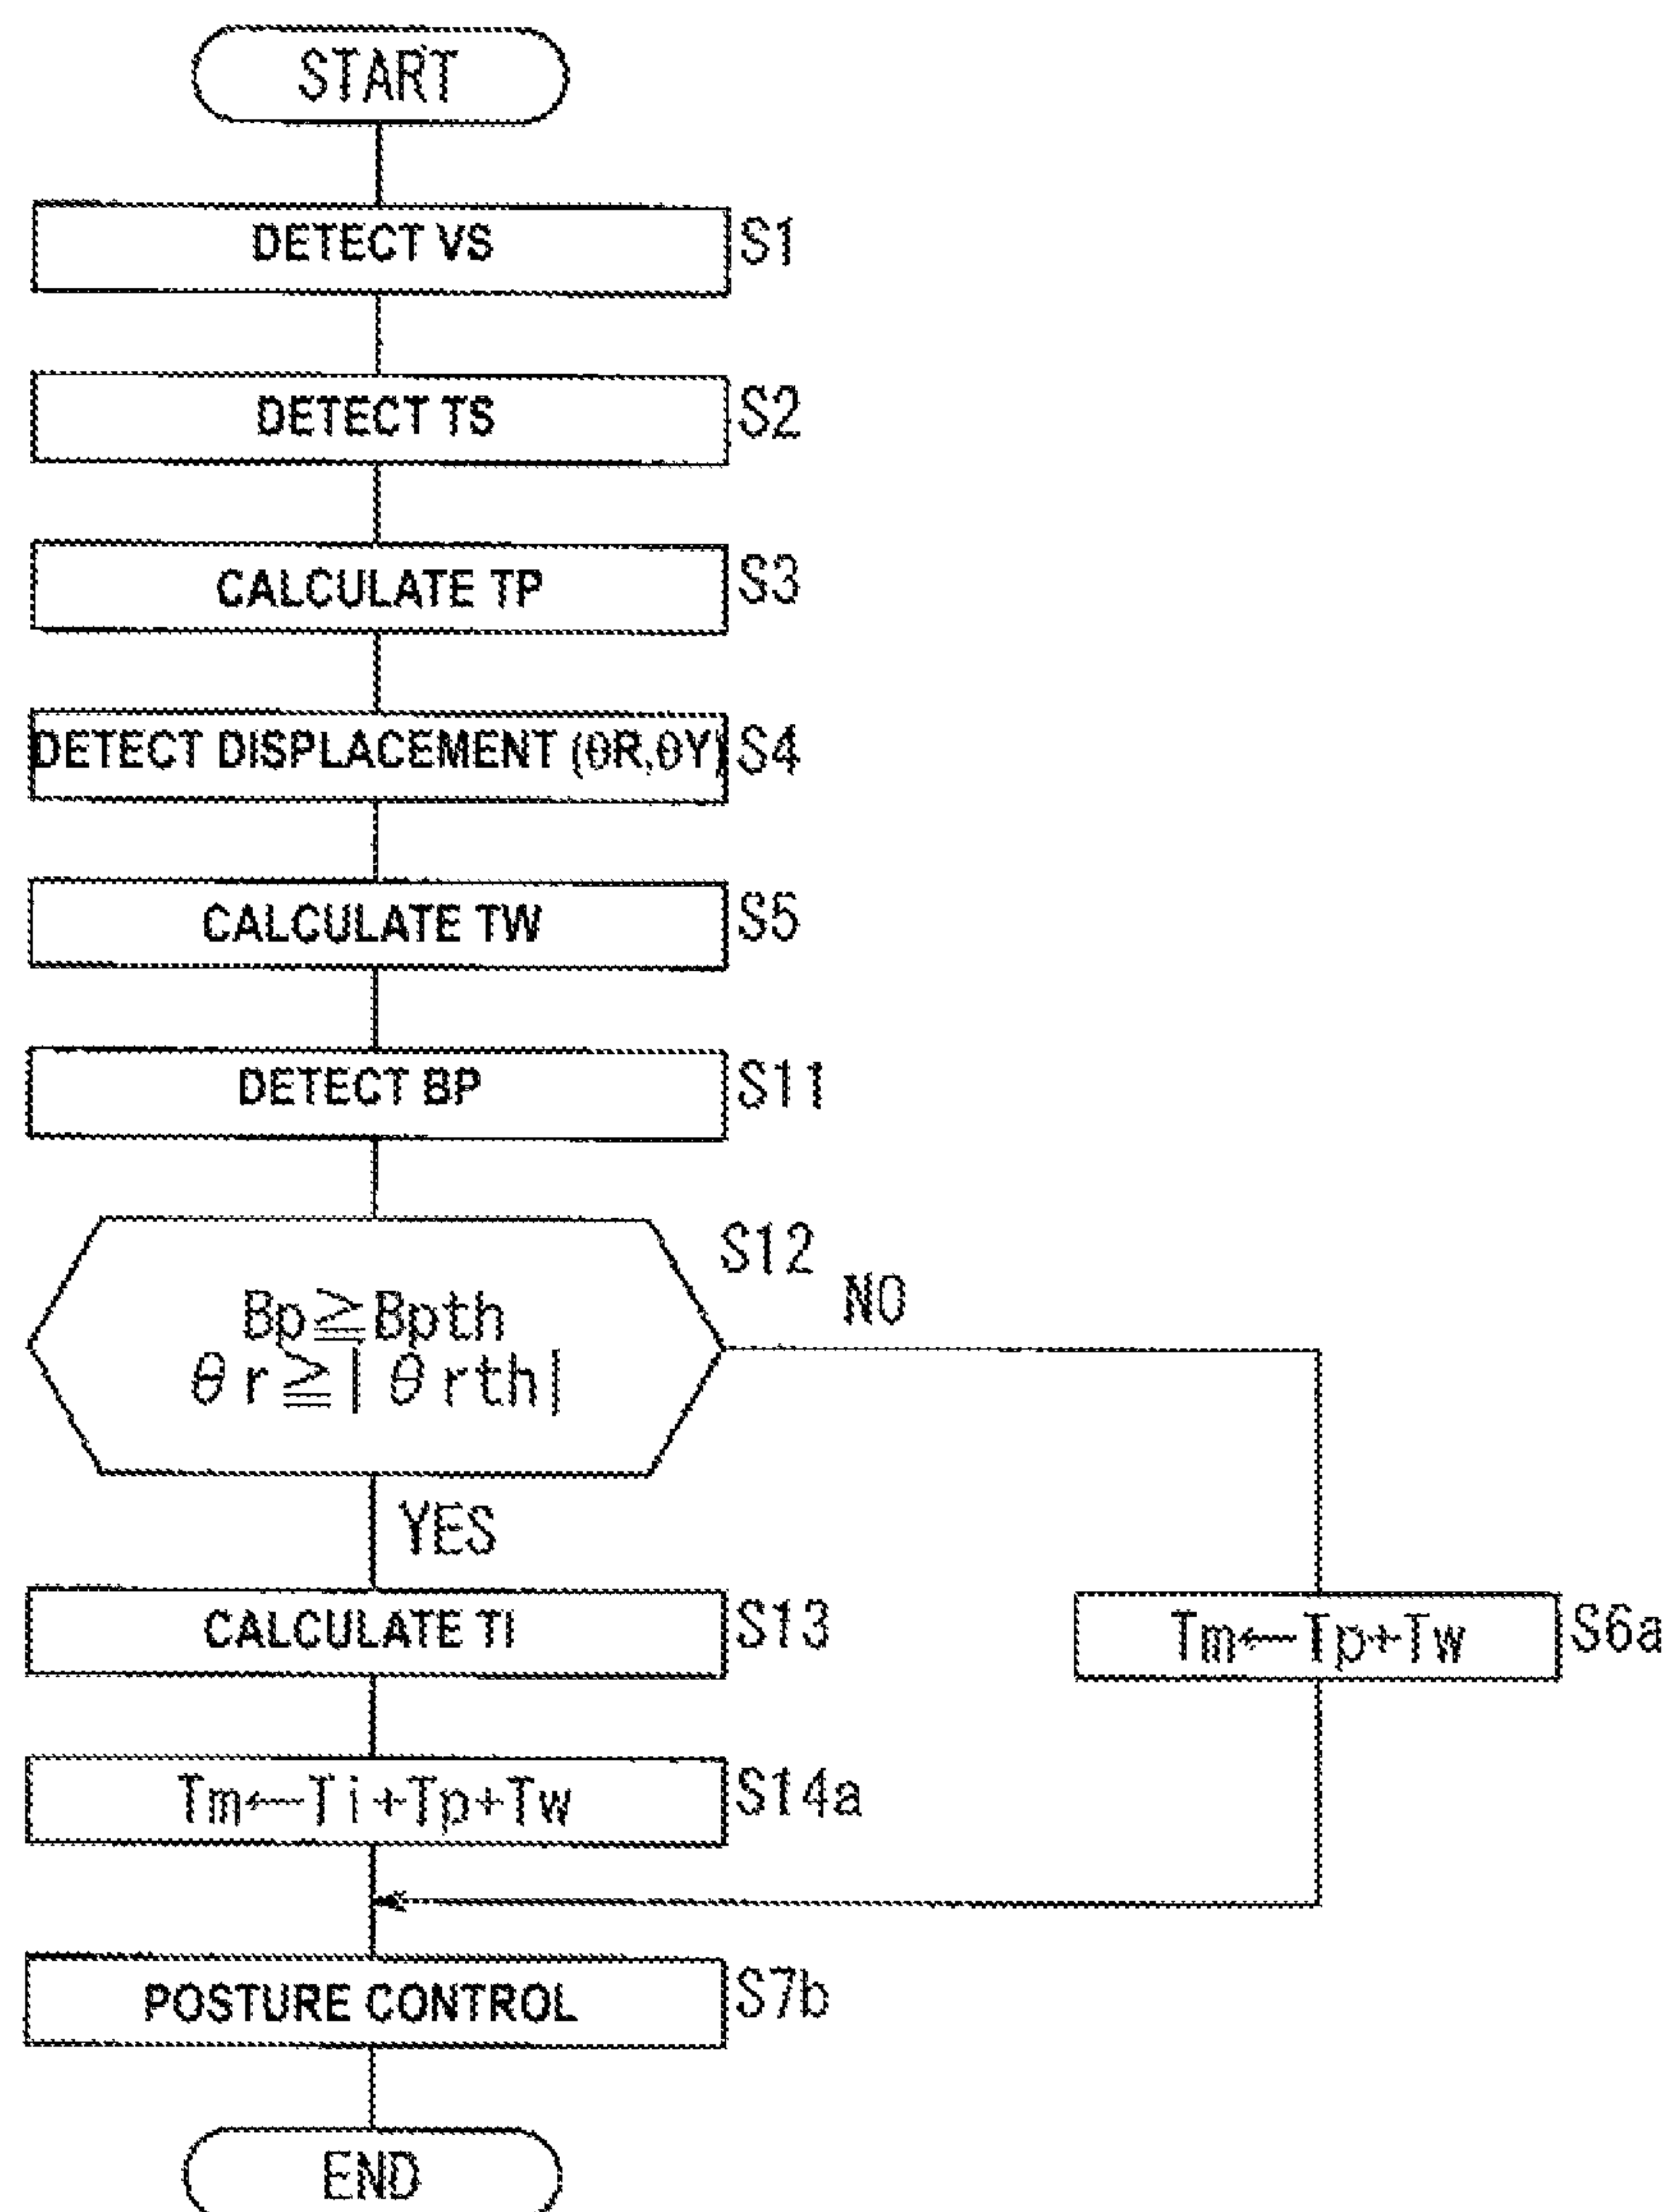 START
DETECT VS
S1
DETECT TS
S2
CALCULATE TP
S3
DETECT DISPLACEMENT (θR,θY)
S4
CALCULATE TW
S5
DETECT BP
S11
S12
Bp≧Bpth
θr≧|θrth|
NO
YES
CALCULATE TI
S13
Tm←Tp+Tw
S6a
Tm←Ti+Tp+Tw
S14a
POSTURE CONTROL
S7b
END